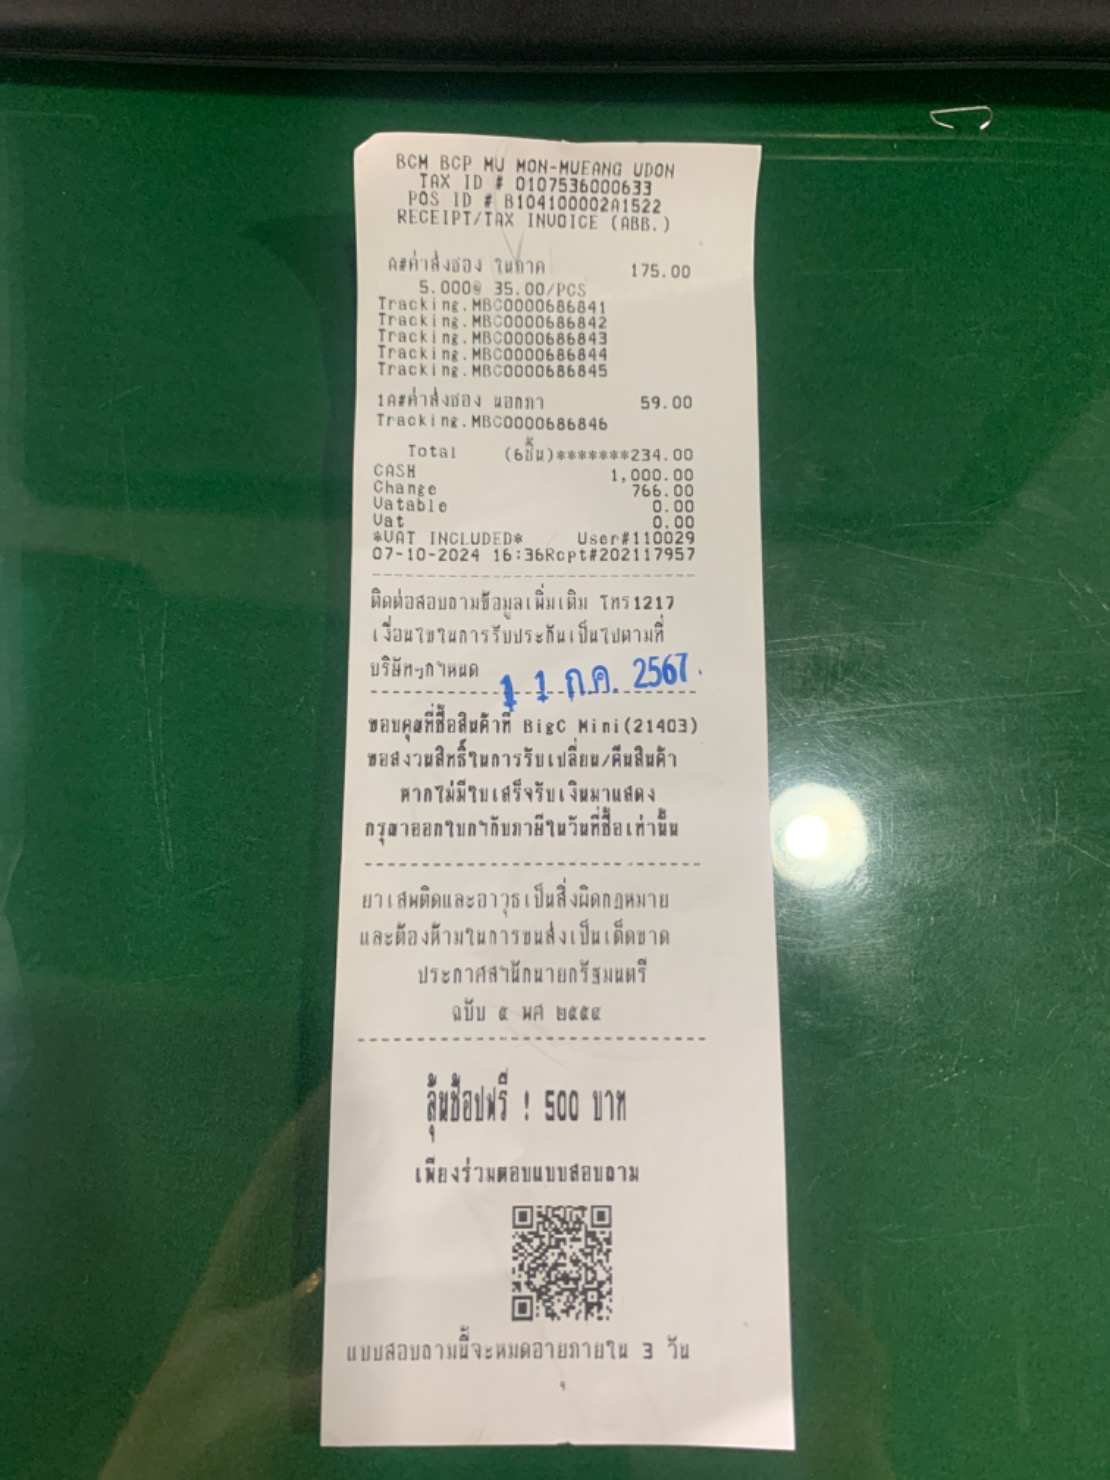 BCM BCP MU MON-MUEANG UDON
TAX ID # 0107536000633
POS ID # B104100002A1522
RECEIPT/TAX INVOICE (ABB.)
A#ค่าส่งซอง ในภาค 175.00
5.000@ 35.00/PCS
Tracking.MBC0000686841
Tracking.MBC0000686842
Tracking.MBC0000686843
Tracking.MBC0000686844
Tracking.MBC0000686845
1A#ค่าส่งซอง นอกภา 59.00
Tracking.MBC0000686846
Total (6ชิ้น)*******234.00
CASH 1,000.00
Change 766.00
Vatable 0.00
Vat 0.00
*VAT INCLUDED* User#110029
07-10-2024 16:36Rcpt#202117957
ติดต่อสอบถามข้อมูลเพิ่มเติม โทร1217
เงื่อนไขในการรับประกันเป็นไปตามที่
บริษัทฯกำหนด
11 ก.ค. 2567
ขอบคุณที่ซื้อสินค้าที่ BigC Mini(21403)
ขอสงวนสิทธิ์ในการรับเปลี่ยน/คืนสินค้า
หากไม่มีใบเสร็จรับเงินมาแสดง
กรุณาออกใบกำกับภาษีในวันที่ซื้อเท่านั้น
ยาเสพติดและอาวุธเป็นสิ่งผิดกฎหมาย
และต้องห้ามในการขนส่งเป็นเด็ดขาด
ประกาศสำนักนายกรัฐมนตรี
ฉบับ ๕ พศ ๒๕๕๔
ลุ้นช้อปฟรี ! 500 บาท
เพียงร่วมตอบแบบสอบถาม
แบบสอบถามนี้จะหมดอายุภายใน 3 วัน